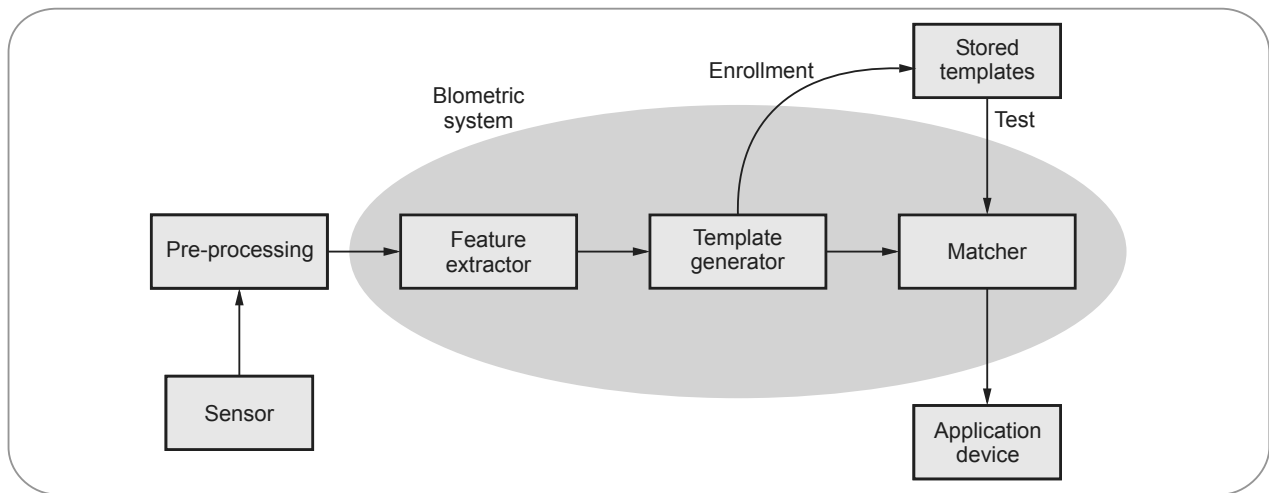 Stored
templates
Enrollment
Blometric
system
Test
Pre-processing
Feature
extractor
Template
generator
Matcher
Sensor
Application
device